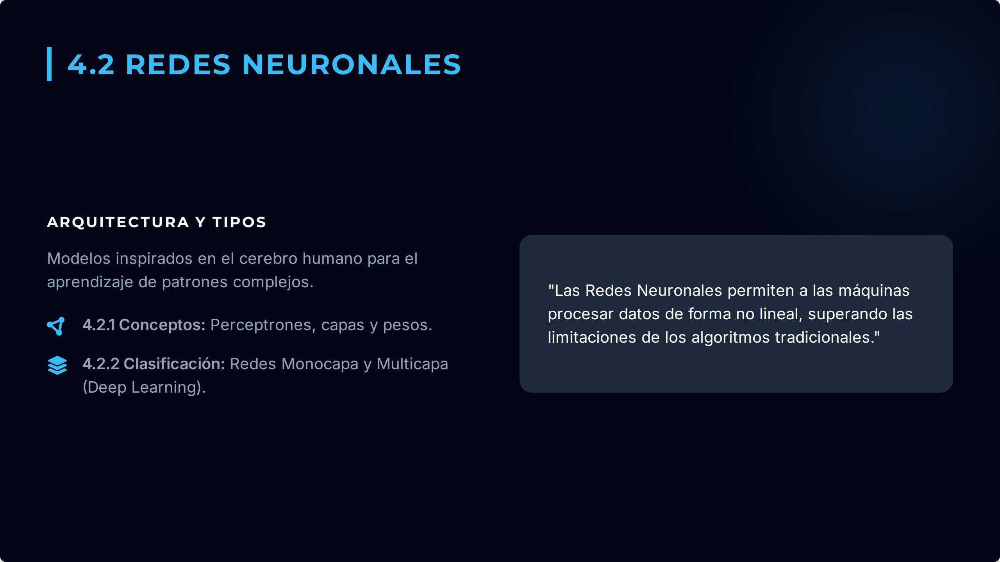 4.2 REDES NEURONALES
ARQUITECTURA Y TIPOS
Modelos inspirados en el cerebro humano para el
aprendizaje de patrones complejos.
4.2.1 Conceptos: Perceptrones, capas y pesos.
4.2.2 Clasificación: Redes Monocapa y Multicapa
(Deep Learning).
"Las Redes Neuronales permiten a las máquinas
procesar datos de forma no lineal, superando las
limitaciones de los algoritmos tradicionales."